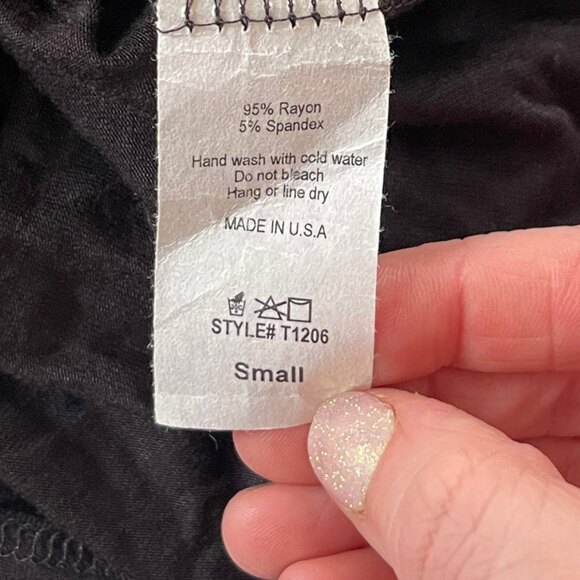 95% Rayon
5% Spandex
Hand wash with cold water
Do not bleach
Hang or line dry
MADE IN U.S.A
STYLE# T1206
Small